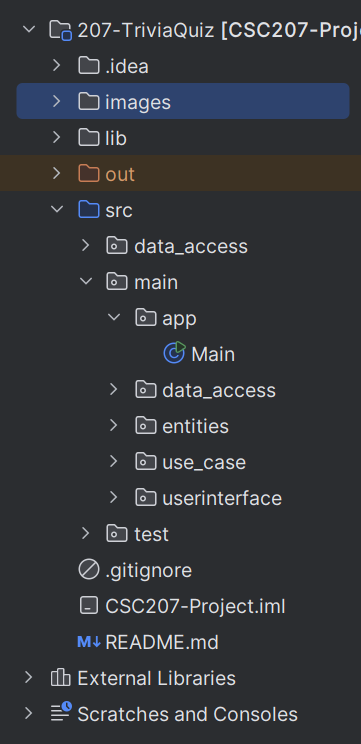 207-TriviaQuiz [CSC207-Proj
.idea
images
lib
out
src
data_access
main
app
Main
data_access
entities
use_case
userinterface
test
.gitignore
CSC207-Project.iml
M↓ README.md
External Libraries
Scratches and Consoles